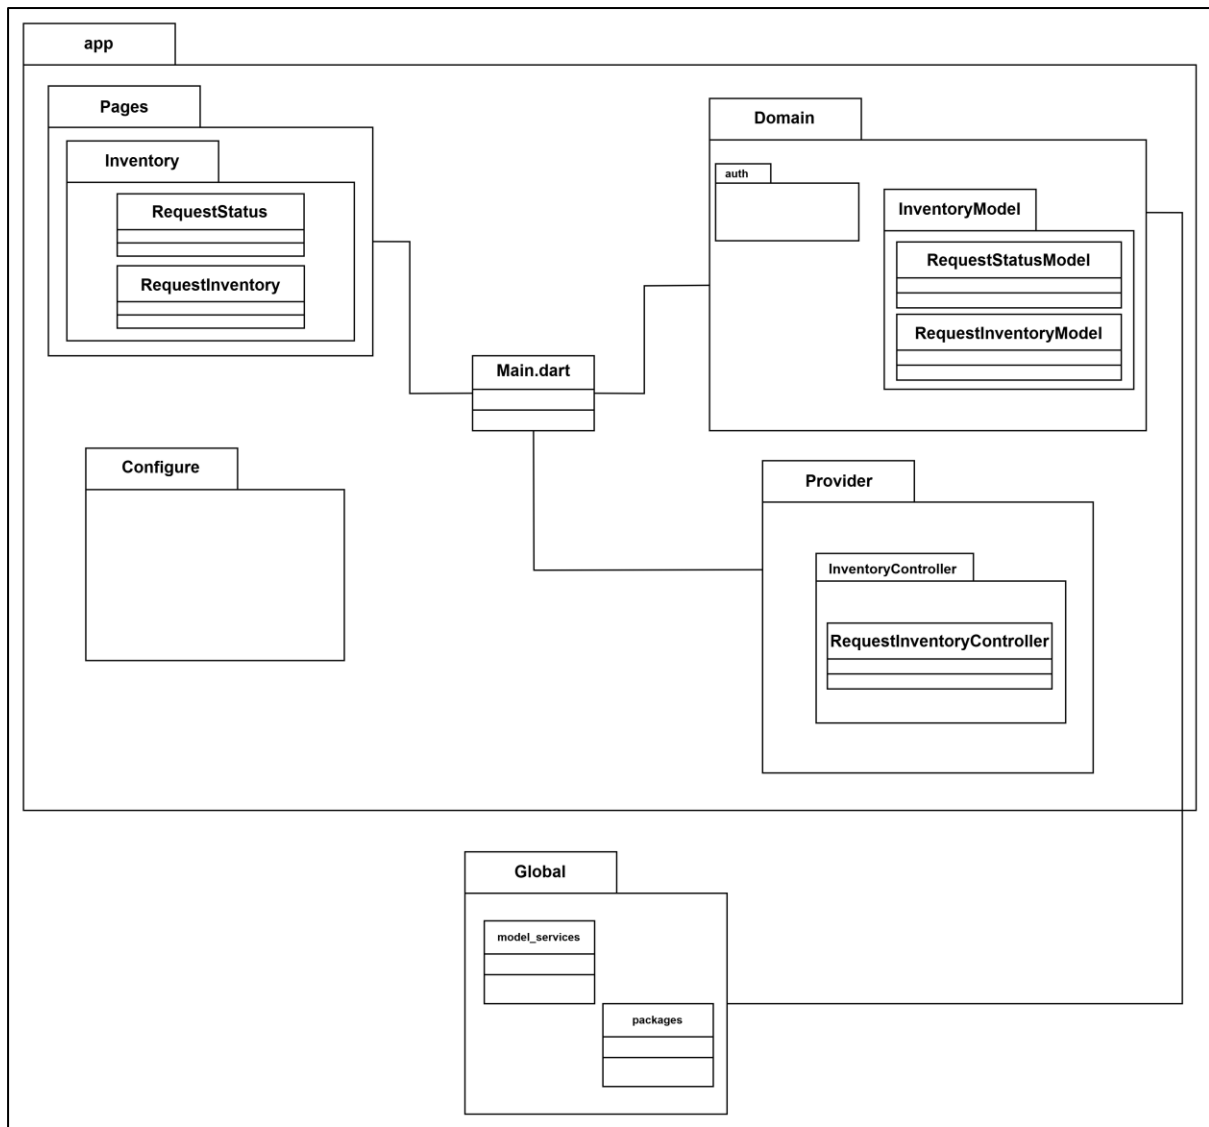 app
Pages
Inventory
RequestStatus
RequestInventory
Domain
auth
InventoryModel
RequestStatusModel
RequestInventoryModel
Main.dart
Configure
Provider
InventoryController
RequestInventoryController
Global
model_services
packages